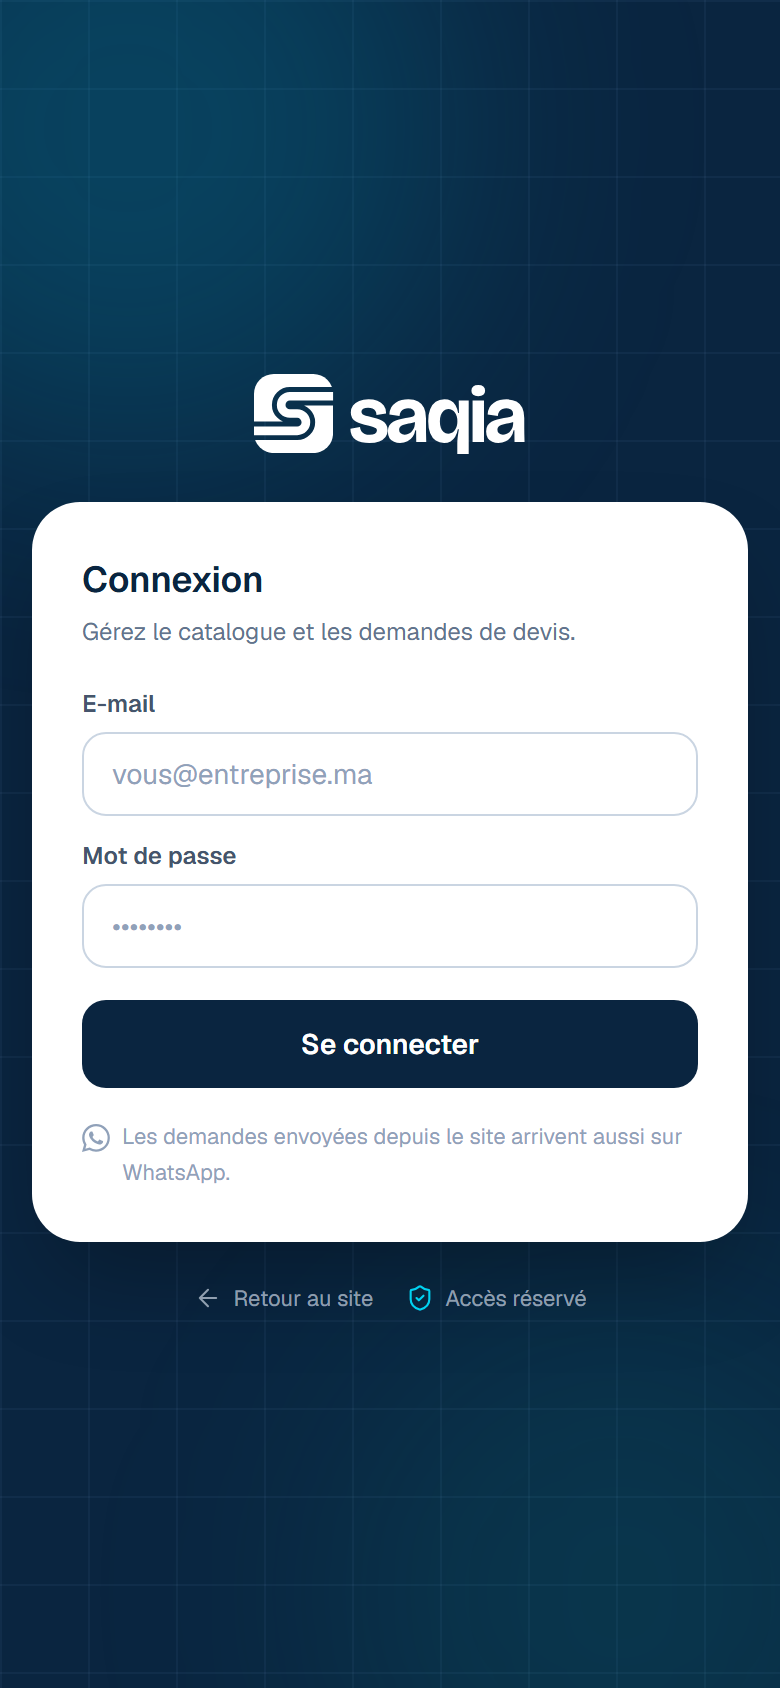 saqia
Connexion
Gérez le catalogue et les demandes de devis.
E-mail
vous@entreprise.ma
Mot de passe
••••••••
Se connecter
Les demandes envoyées depuis le site arrivent aussi sur
WhatsApp.
Retour au site Accès réservé